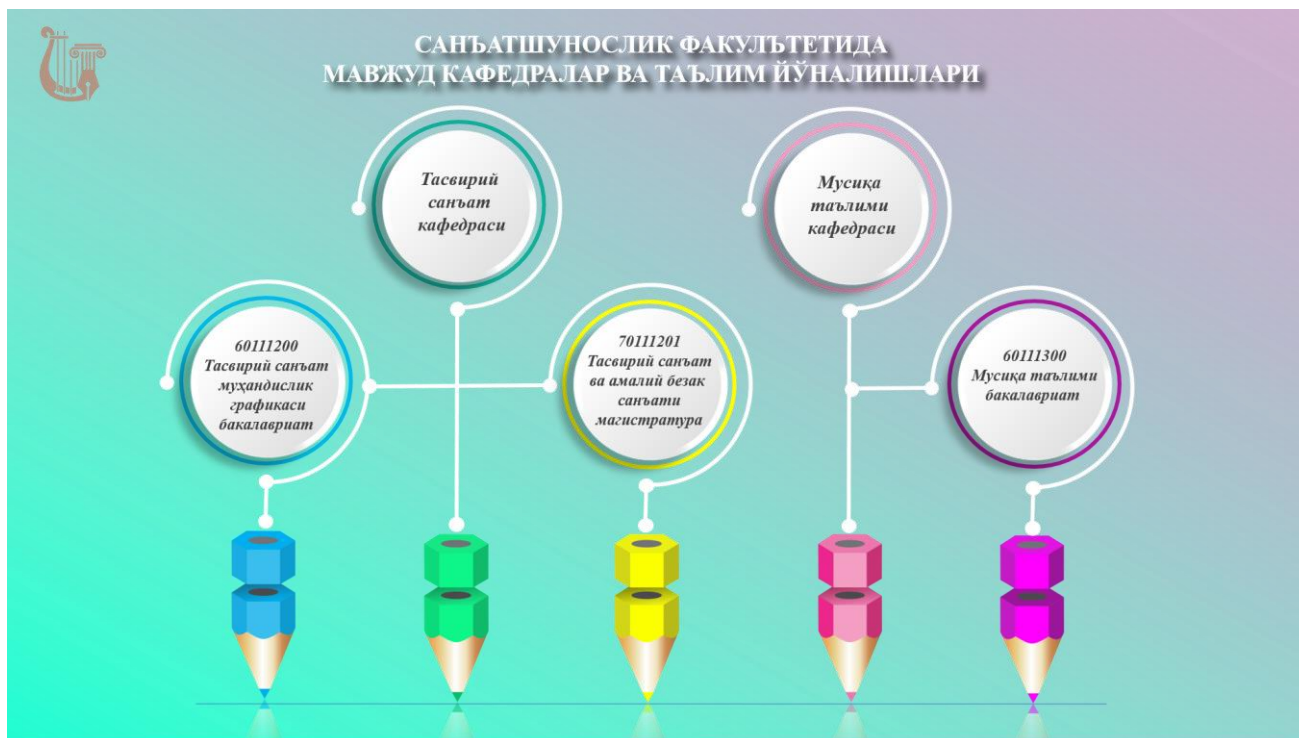 САНЪАТШУНОСЛИК ФАКУЛЪТЕТИДА
МАВЖУД КАФЕДРАЛАР ВА ТАЪЛИМ ЙЎНАЛИШЛАРИ
Тасвирий
санъат
кафедраси
Мусиқа
таълими
кафедраси
60111200
Тасвирий санъат
муҳандислик
графикаси
бакалавриат
70111201
Тасвирий санъат
ва амалий безак
санъати
магистратура
60111300
Мусиқа таълими
бакалавриат